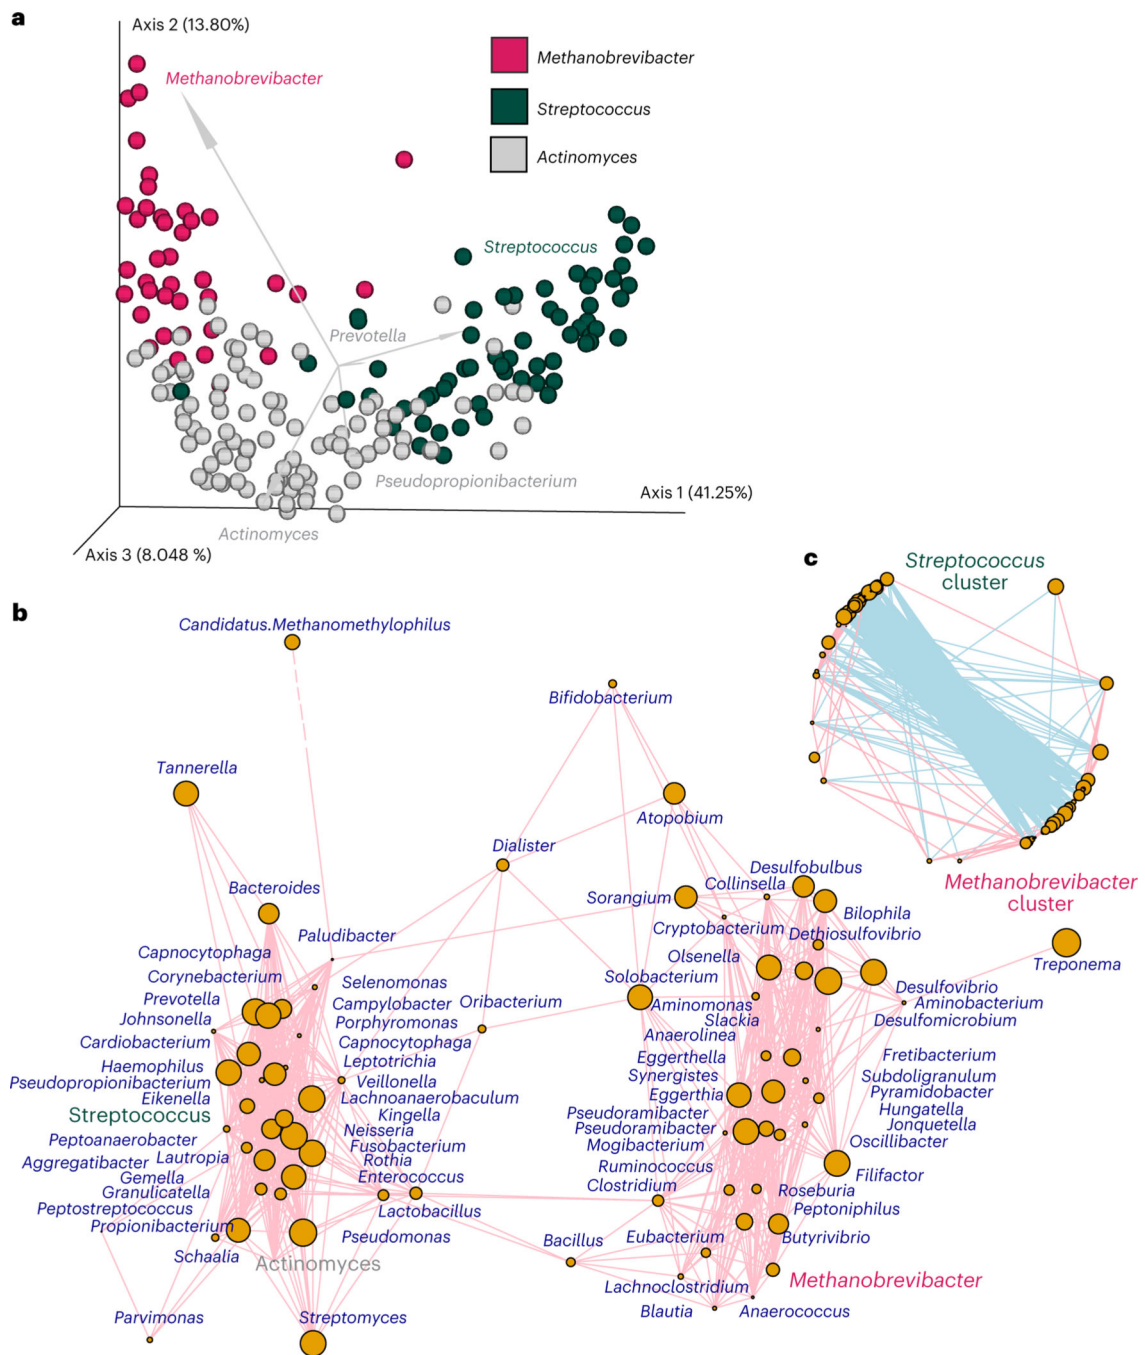 a
Axis 2 (13.80%)
Methanobrevibacter
Methanobrevibacter
Streptococcus
Actinomyces
Streptococcus
Prevotella
Pseudopropionibacterium
Axis 1 (41.25%)
Actinomyces
Axis 3 (8.048 %)
c
Streptococcus
cluster
Methanobrevibacter
cluster
b
Candidatus.Methanomethylophilus
Bifidobacterium
Tannerella
Atopobium
Dialister
Desulfobulbus
Collinsella
Bacteroides
Sorangium
Bilophila
Cryptobacterium
Dethiosulfovibrio
Paludibacter
Capnocytophaga
Olsenella
Treponema
Corynebacterium
Selenomonas
Solobacterium
Desulfovibrio
Prevotella
Campylobacter
Oribacterium
Aminomonas
Aminobacterium
Johnsonella
Porphyromonas
Slackia
Desulfomicrobium
Cardiobacterium
Capnocytophaga
Anaerolinea
Haemophilus
Leptotrichia
Eggerthella
Fretibacterium
Pseudopropionibacterium
Veillonella
Synergistes
Subdoligranulum
Eikenella
Lachnoanaerobaculum
Eggerthia
Pyramidobacter
Streptococcus
Kingella
Pseudoramibacter
Hungatella
Peptoanaerobacter
Neisseria
Pseudoramibacter
Jonquetella
Aggregatibacter
Lautropia
Fusobacterium
Mogibacterium
Oscillibacter
Gemella
Rothia
Ruminococcus
Filifactor
Granulicatella
Enterococcus
Clostridium
Roseburia
Peptostreptococcus
Lactobacillus
Peptoniphilus
Propionibacterium
Pseudomonas
Bacillus
Eubacterium
Butyrivibrio
Schaalia
Actinomyces
Lachnoclostridium
Methanobrevibacter
Parvimonas
Streptomyces
Blautia
Anaerococcus